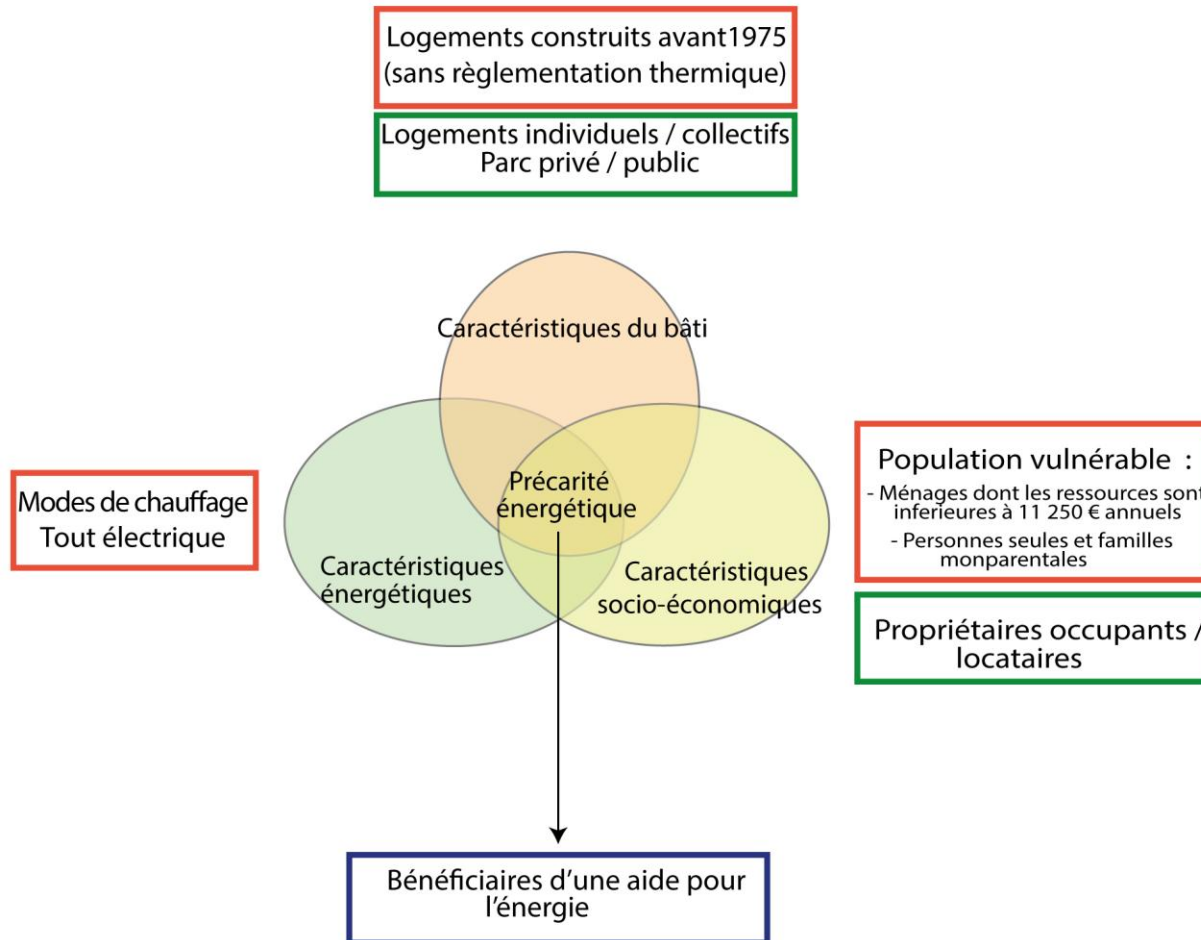 Logements construits avant1975
(sans règlementation thermique)
Logements individuels / collectifs
Parc privé / public
Caractéristiques du bâti
Modes de chauffage
Tout électrique
Précarité
énergétique
Caractéristiques
énergétiques
Caractéristiques
socio-économiques
Population vulnérable :
- Ménages dont les ressources sont
inferieures à 11 250 € annuels
- Personnes seules et familles
monparentales
Propriétaires occupants /
locataires
Bénéficiaires d'une aide pour
l'énergie